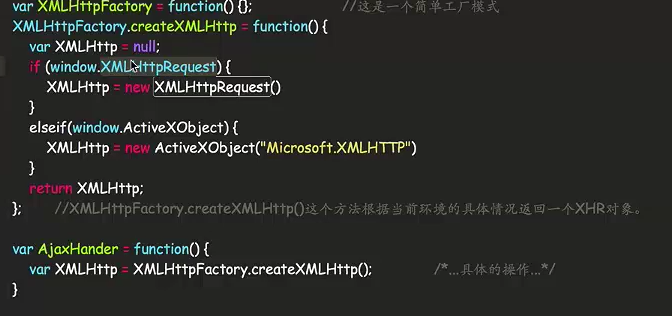 var XMLHttpFactory = function() {}; //这是一个简单工厂模式
XMLHttpFactory.createXMLHttp = function() {
var XMLHttp = null;
if (window.XMLHttpRequest) {
XMLHttp = new XMLHttpRequest()
}
elseif(window.ActiveXObject) {
XMLHttp = new ActiveXObject("Microsoft.XMLHTTP")
}
return XMLHttp;
}; //XMLHttpFactory.createXMLHttp()这个方法根据当前环境的具体情况返回一个XHR对象。
var AjaxHander = function() {
var XMLHttp = XMLHttpFactory.createXMLHttp(); /*...具体的操作...*/
}